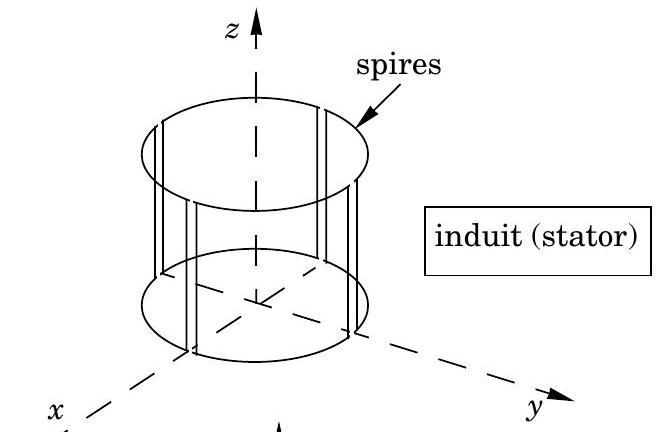 z
spires
induit (stator)
x
y